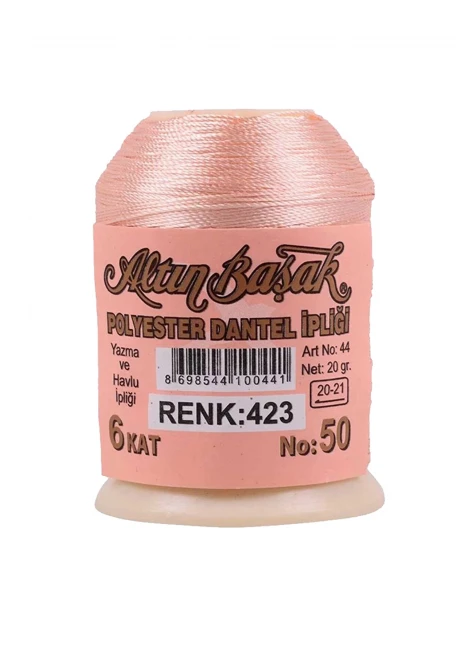 Altın Başak
POLYESTER DANTEL İPLİĞİ
Yazma
ve
Havlu
İpliği
8 698544 100441
Art No: 44
Net: 20 gr.
20-21
RENK:423
6 KAT
No: 50